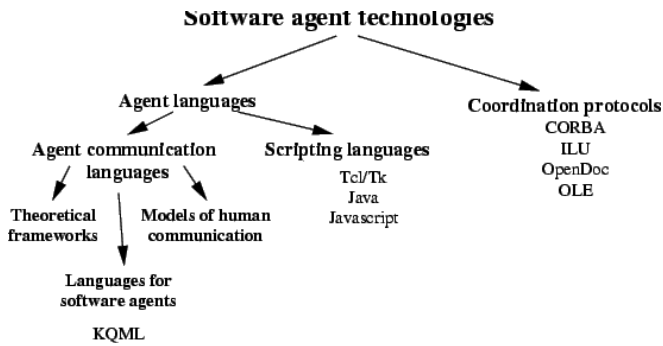 Software agent technologies
Agent languages
Coordination protocols
CORBA
ILU
OpenDoc
OLE
Agent communication
languages
Scripting languages
Tcl/Tk
Java
Javascript
Theoretical
frameworks
Models of human
communication
Languages for
software agents
KQML